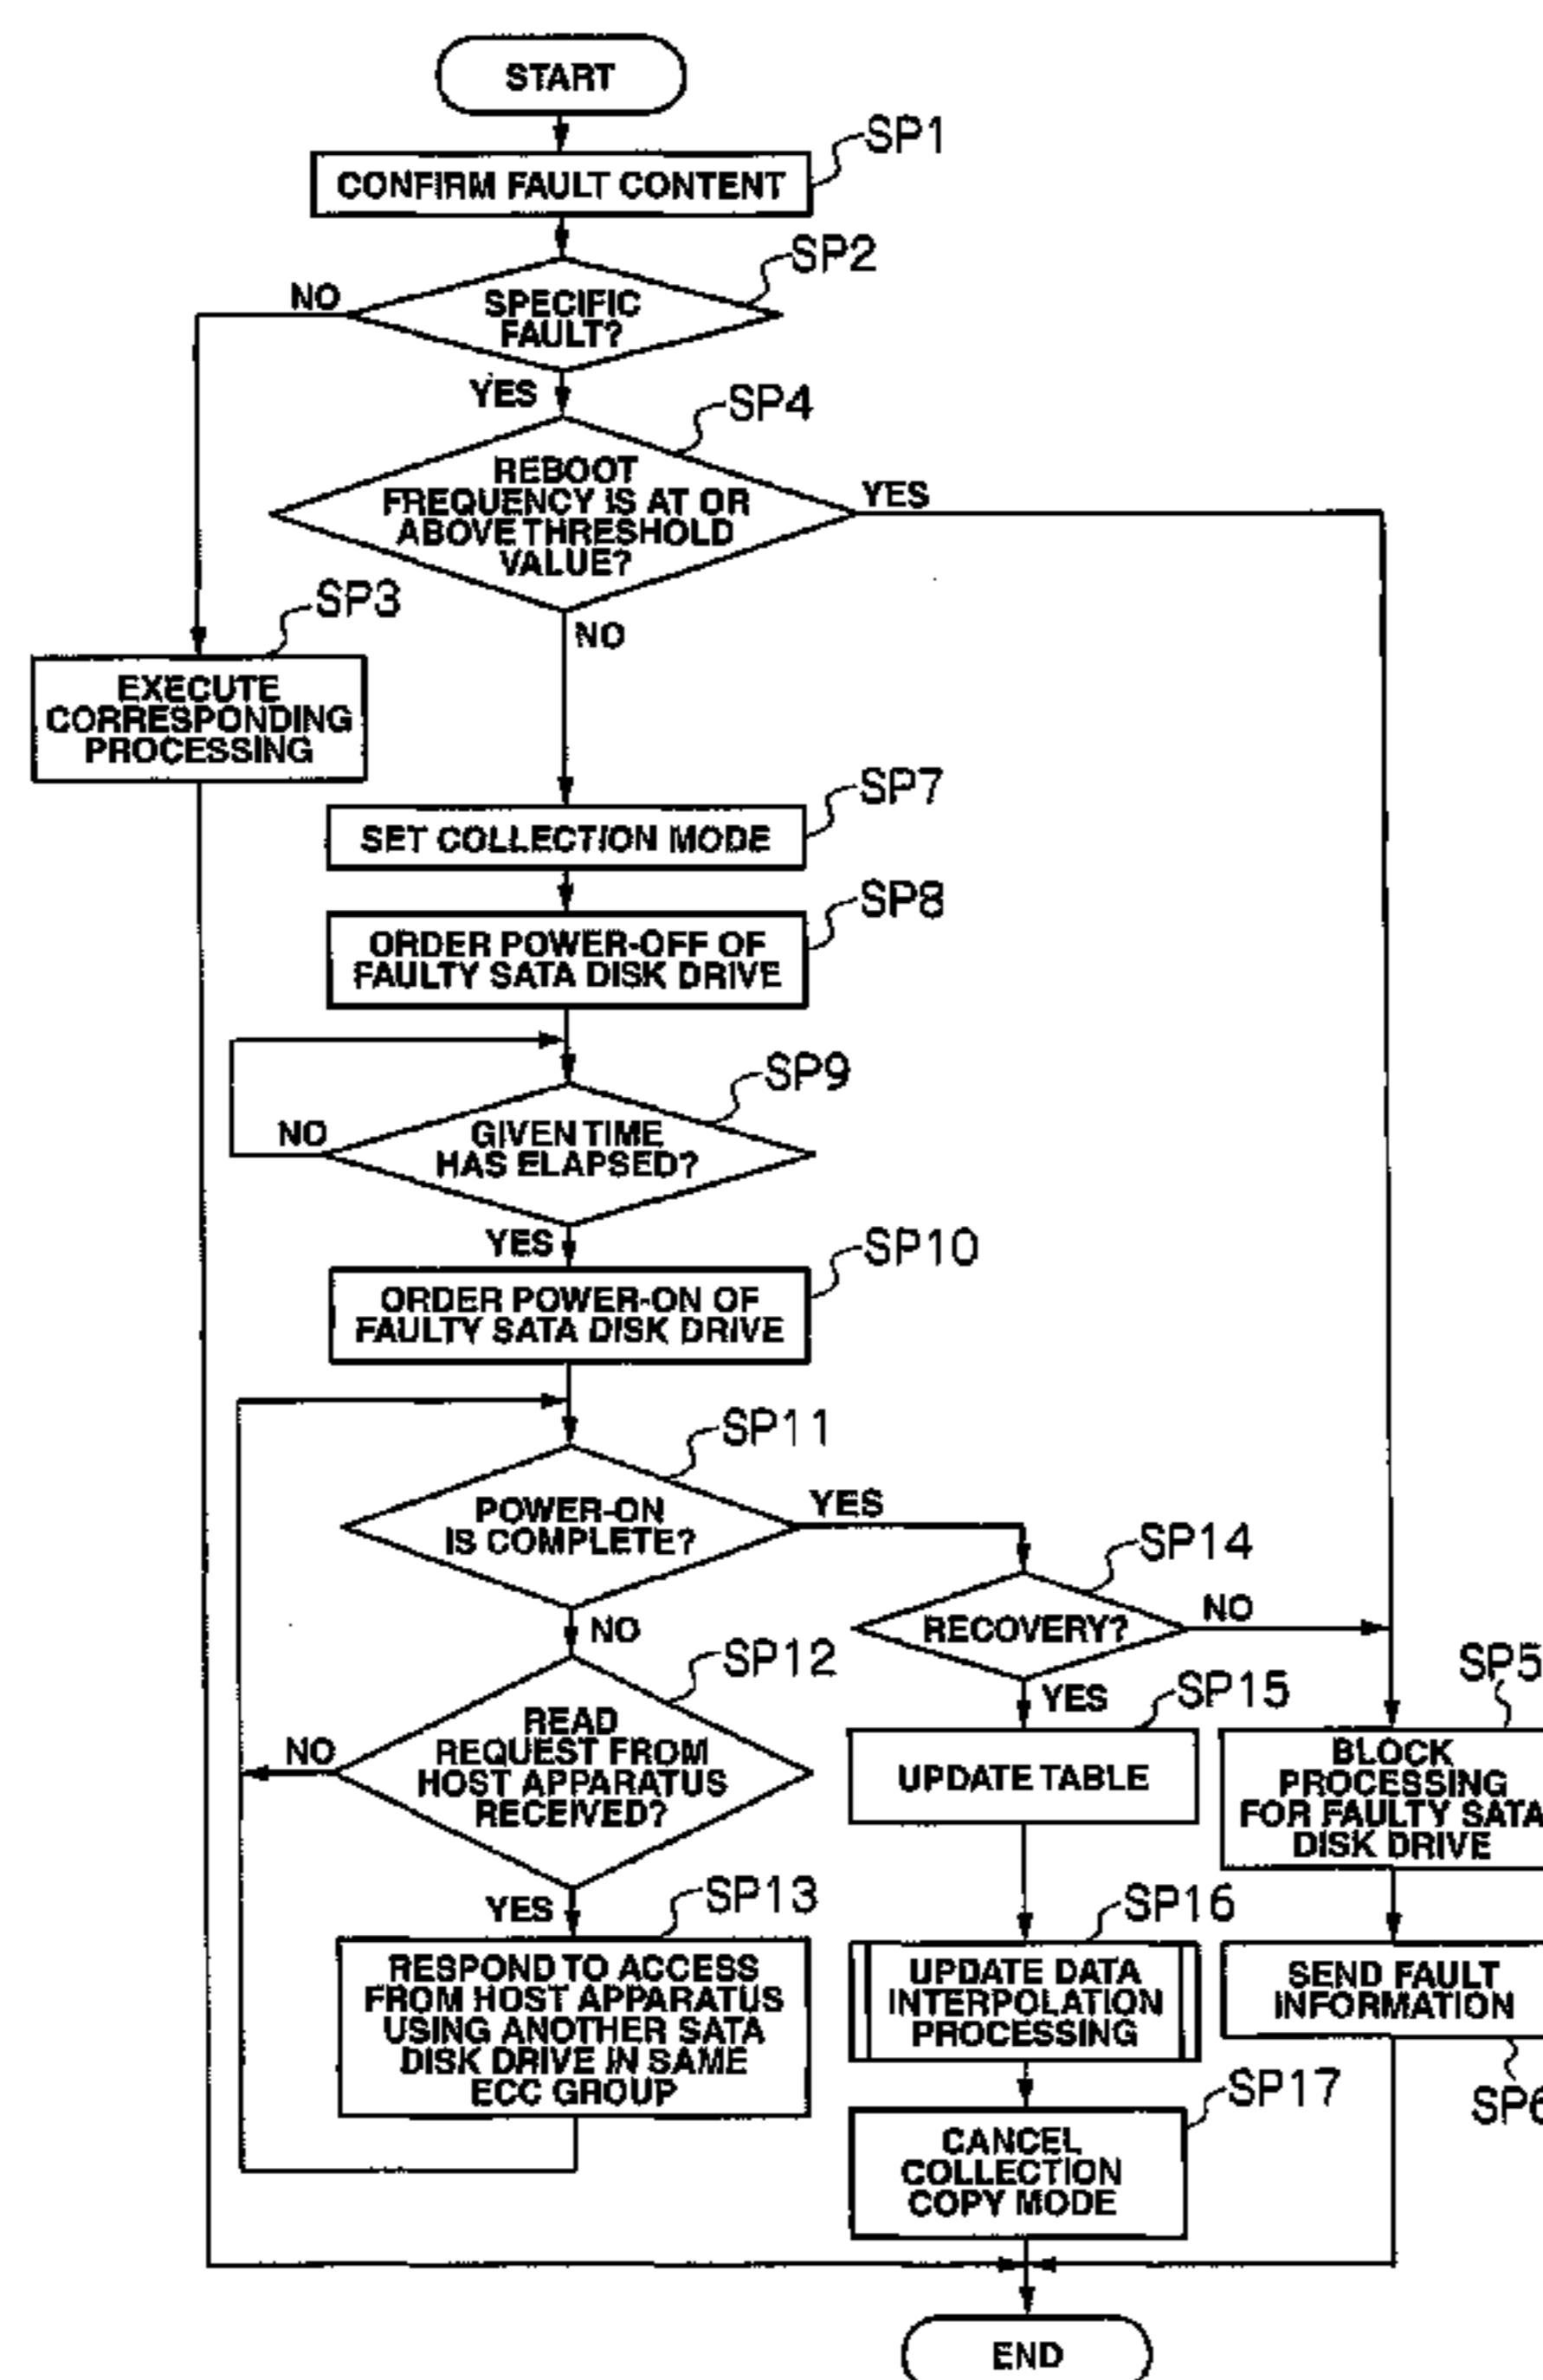 START
SP1
CONFIRM FAULT CONTENT
SP2
NO
SPECIFIC
FAULT?
YES
SP4
REBOOT
FREQUENCY IS AT OR
ABOVE THRESHOLD
VALUE?
YES
SP3
NO
EXECUTE
CORRESPONDING
PROCESSING
SP7
SET COLLECTION MODE
SP8
ORDER POWER-OFF OF
FAULTY SATA DISK DRIVE
SP9
NO
GIVEN TIME
HAS ELAPSED?
YES
SP10
ORDER POWER-ON OF
FAULTY SATA DISK DRIVE
SP11
POWER-ON
IS COMPLETE?
YES
SP14
NO
RECOVERY?
NO
SP12
READ
REQUEST FROM
HOST APPARATUS
RECEIVED?
NO
YES
SP15
UPDATE TABLE
SP5
BLOCK
PROCESSING
FOR FAULTY SATA
DISK DRIVE
YES
SP13
RESPOND TO ACCESS
FROM HOST APPARATUS
USING ANOTHER SATA
DISK DRIVE IN SAME
ECC GROUP
SP16
UPDATE DATA
INTERPOLATION
PROCESSING
SEND FAULT
INFORMATION
SP6
SP17
CANCEL
COLLECTION
COPY MODE
END